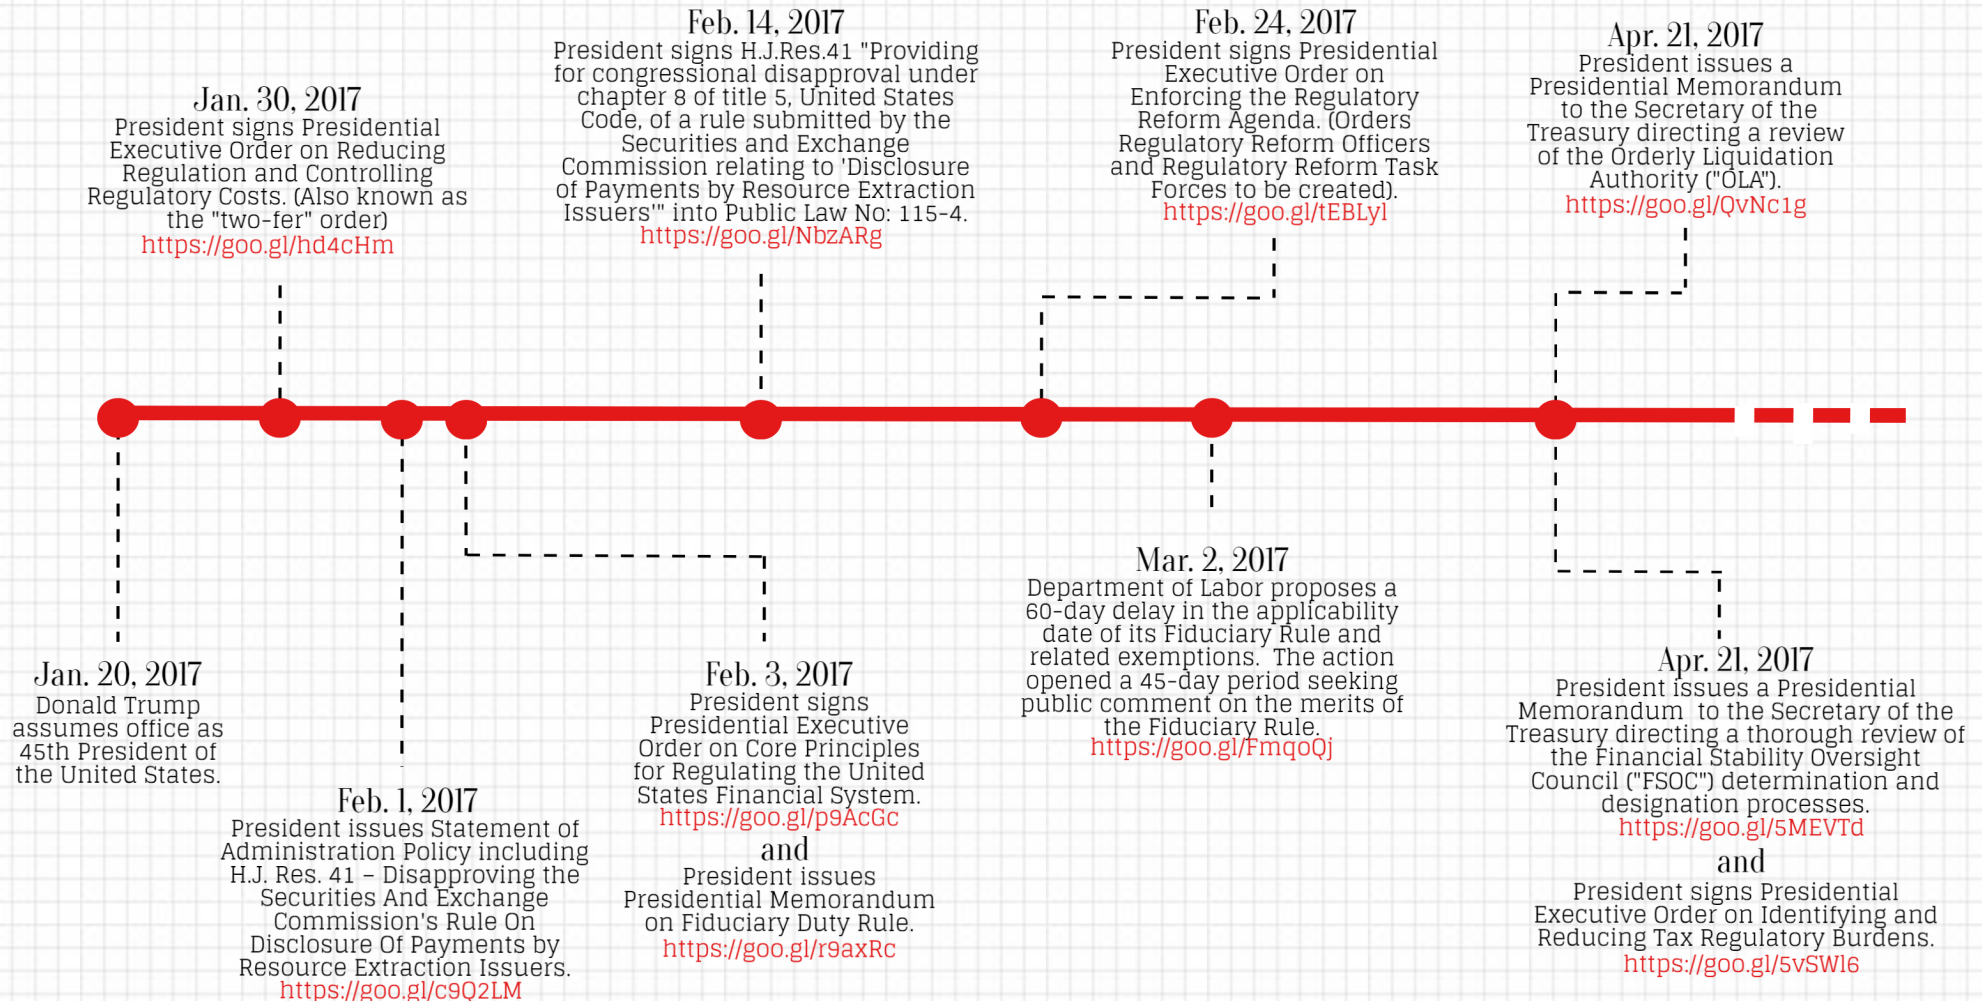 Jan. 20, 2017
Donald Trump
assumes office as
45th President of
the United States.
Jan. 30, 2017
President signs Presidential
Executive Order on Reducing
Regulation and Controlling
Regulatory Costs. (Also known as
the "two-fer" order)
https://goo.gl/hd4cHm
Feb. 1, 2017
President issues Statement of
Administration Policy including
H.J. Res. 41 – Disapproving the
Securities And Exchange
Commission's Rule On
Disclosure Of Payments by
Resource Extraction Issuers.
https://goo.gl/c9Q2LM
Feb. 3, 2017
President signs
Presidential Executive
Order on Core Principles
for Regulating the United
States Financial System.
https://goo.gl/p9AcGc
and
President issues
Presidential Memorandum
on Fiduciary Duty Rule.
https://goo.gl/r9axRc
Feb. 14, 2017
President signs H.J.Res.41 "Providing
for congressional disapproval under
chapter 8 of title 5, United States
Code, of a rule submitted by the
Securities and Exchange
Commission relating to 'Disclosure
of Payments by Resource Extraction
Issuers'" into Public Law No: 115-4.
https://goo.gl/NbzARg
Feb. 24, 2017
President signs Presidential
Executive Order on
Enforcing the Regulatory
Reform Agenda. (Orders
Regulatory Reform Officers
and Regulatory Reform Task
Forces to be created).
https://goo.gl/tEBLyl
Mar. 2, 2017
Department of Labor proposes a
60-day delay in the applicability
date of its Fiduciary Rule and
related exemptions. The action
opened a 45-day period seeking
public comment on the merits of
the Fiduciary Rule.
https://goo.gl/FmqoQj
Apr. 21, 2017
President issues a
Presidential Memorandum
to the Secretary of the
Treasury directing a review
of the Orderly Liquidation
Authority ("OLA").
https://goo.gl/QvNc1g
Apr. 21, 2017
President issues a Presidential
Memorandum to the Secretary of the
Treasury directing a thorough review of
the Financial Stability Oversight
Council ("FSOC") determination and
designation processes.
https://goo.gl/5MEVTd
and
President signs Presidential
Executive Order on Identifying and
Reducing Tax Regulatory Burdens.
https://goo.gl/5vSWl6